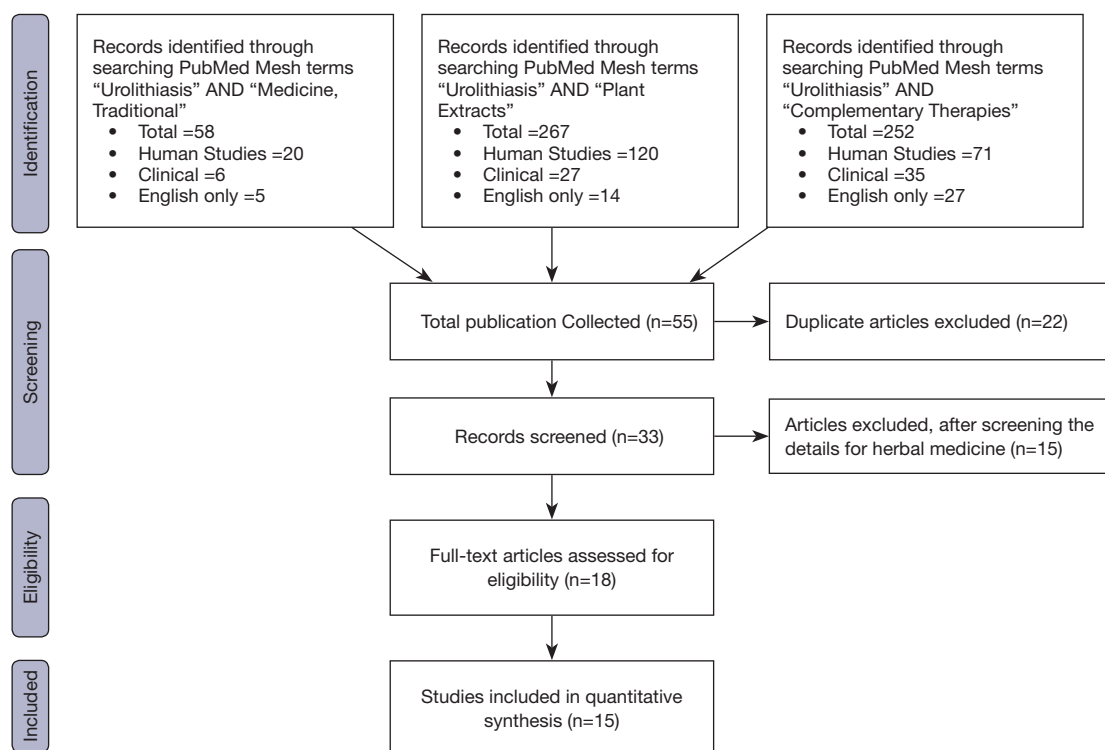 Identification
Records identified through
searching PubMed Mesh terms
“Urolithiasis” AND “Medicine,
Traditional”
• Total =58
• Human Studies =20
• Clinical =6
• English only =5
Records identified through
searching PubMed Mesh terms
“Urolithiasis” AND “Plant
Extracts”
• Total =267
• Human Studies =120
• Clinical =27
• English only =14
Records identified through
searching PubMed Mesh terms
“Urolithiasis” AND
“Complementary Therapies”
• Total =252
• Human Studies =71
• Clinical =35
• English only =27
Screening
Total publication Collected (n=55)
Duplicate articles excluded (n=22)
Records screened (n=33)
Articles excluded, after screening the
details for herbal medicine (n=15)
Eligibility
Full-text articles assessed for
eligibility (n=18)
Included
Studies included in quantitative
synthesis (n=15)